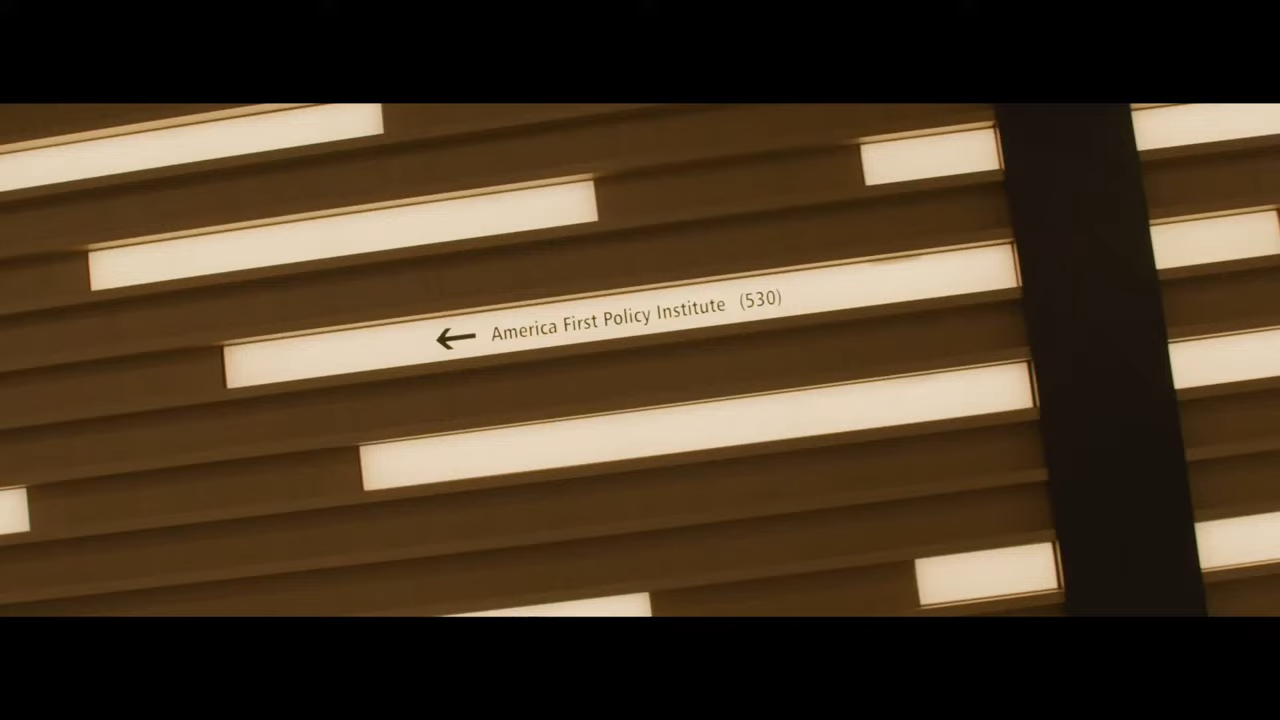 ← America First Policy Institute (530)